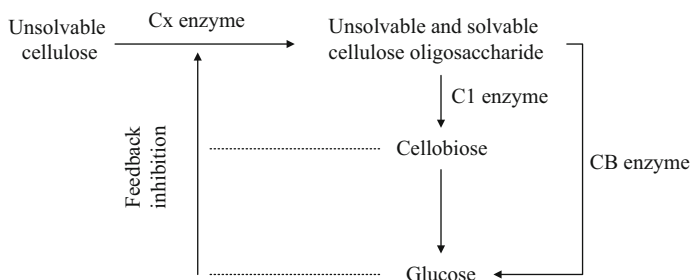 Cx enzyme
Unsolvable
cellulose
Unsolvable and solvable
cellulose oligosaccharide
C1 enzyme
Cellobiose
CB enzyme
Feedback
inhibition
Glucose